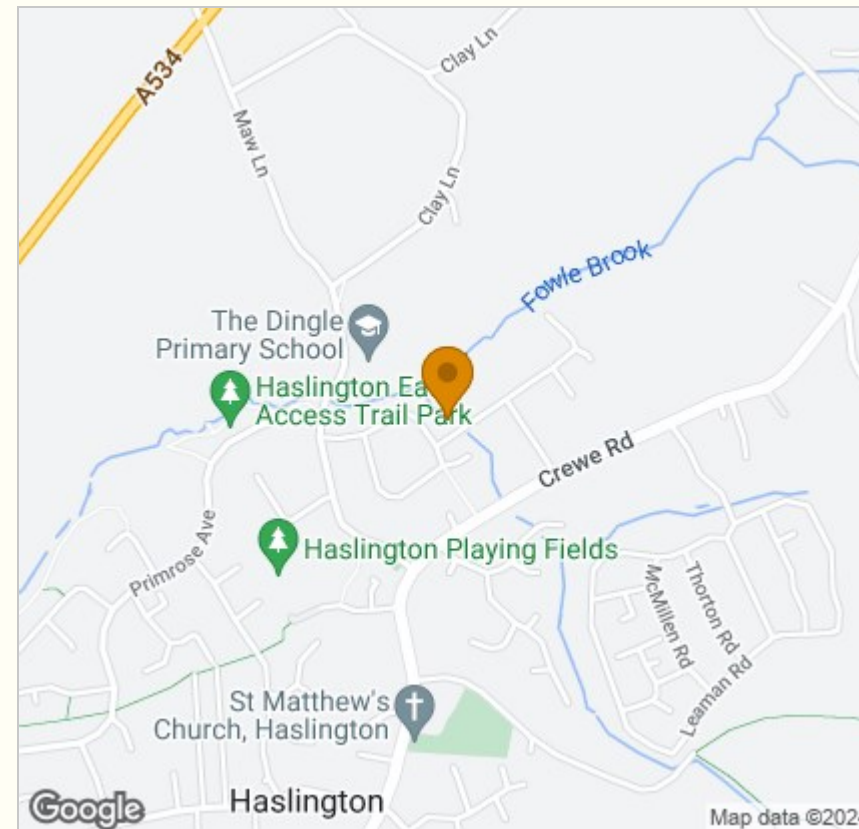 A534
Clay Ln
Maw Ln
Clay Ln
Fowle Brook
The Dingle
Primary School
Haslington Ea
Access Trail Park
Crewe Rd
Primrose Ave
Haslington Playing Fields
McMillen Rd
Thorton Rd
Leaman Rd
St Matthew's
Church, Haslington
Haslington
Google
Map data ©202